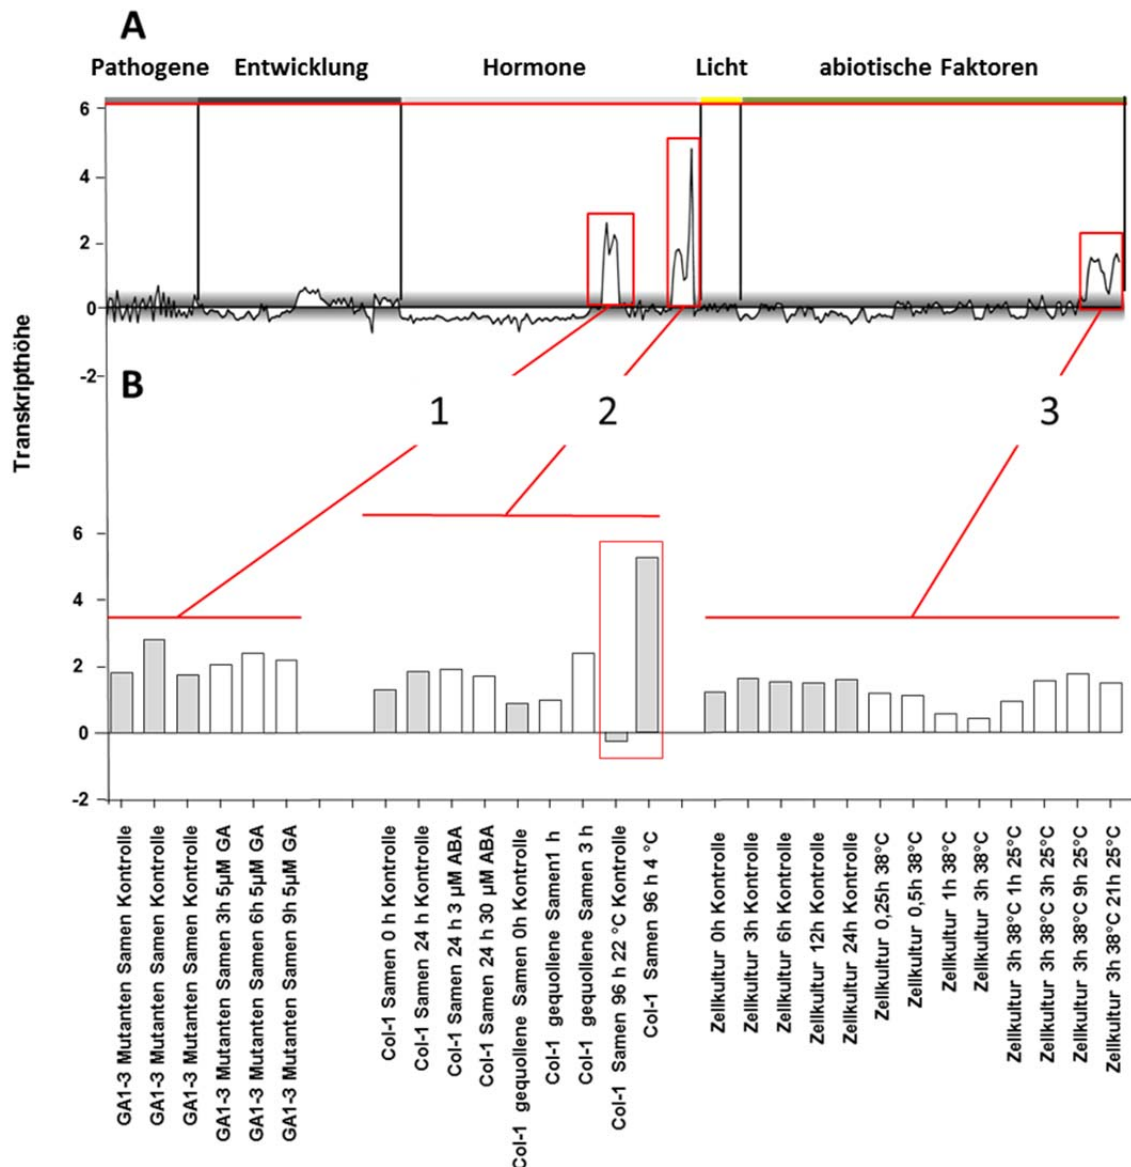 A
Pathogene Entwicklung Hormone Licht abiotische Faktoren
6
4
2
0
-2
Transkripthöhe
B
1 2 3
6
4
2
0
-2
GA1-3 Mutanten Samen Kontrolle
GA1-3 Mutanten Samen Kontrolle
GA1-3 Mutanten Samen Kontrolle
GA1-3 Mutanten Samen 3h 5µM GA
GA1-3 Mutanten Samen 6h 5µM GA
GA1-3 Mutanten Samen 9h 5µM GA
Col-1 Samen 0 h Kontrolle
Col-1 Samen 24 h Kontrolle
Col-1 Samen 24 h 3 µM ABA
Col-1 Samen 24 h 30 µM ABA
Col-1 gequollene Samen 0h Kontrolle
Col-1 gequollene Samen1 h
Col-1 gequollene Samen 3 h
Col-1 Samen 96 h 22 °C Kontrolle
Col-1 Samen 96 h 4 °C
Zellkultur 0h Kontrolle
Zellkultur 3h Kontrolle
Zellkultur 6h Kontrolle
Zellkultur 12h Kontrolle
Zellkultur 24h Kontrolle
Zellkultur 0,25h 38°C
Zellkultur 0,5h 38°C
Zellkultur 1h 38°C
Zellkultur 3h 38°C
Zellkultur 3h 38°C 1h 25°C
Zellkultur 3h 38°C 3h 25°C
Zellkultur 3h 38°C 9h 25°C
Zellkultur 3h 38°C 21h 25°C